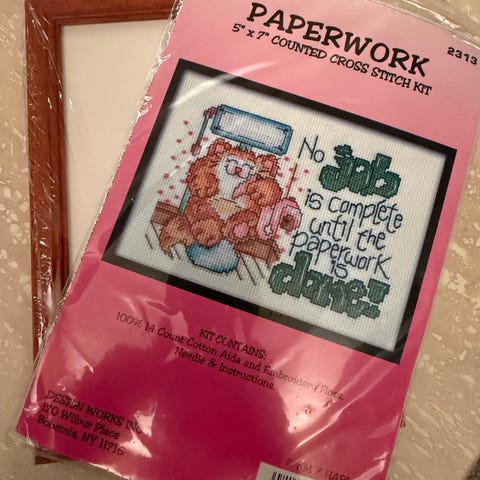 PAPERWORK
2313
5" x 7" COUNTED CROSS STITCH KIT
No job
is complete
until the
paperwork
is
done!
KIT CONTAINS:
100% 14 Count Cotton Aida and Embroidery Floss,
Needle & Instructions.
DESIGN WORKS INC.
170 Wilbur Place
Bohemia, NY 11716
© KM / HAR